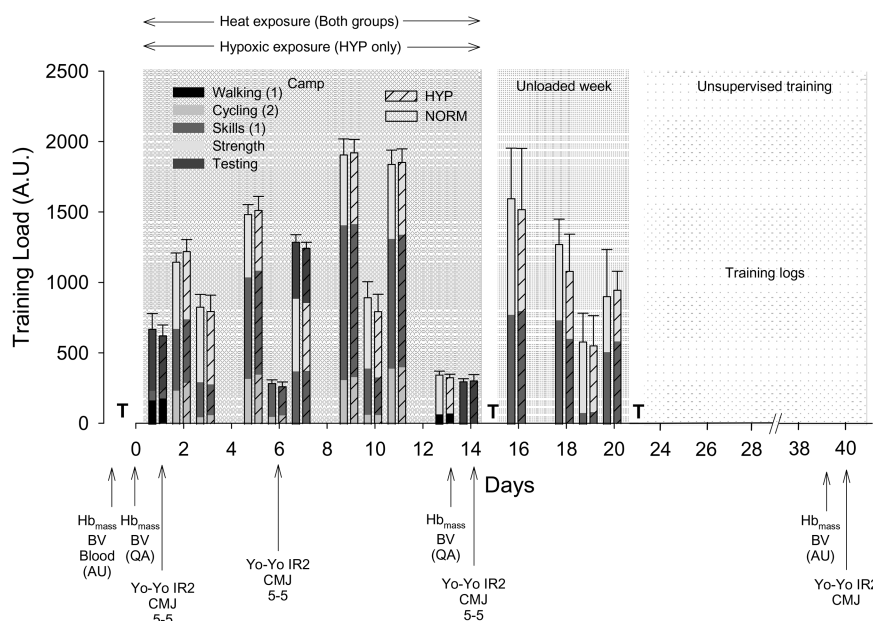 Heat exposure (Both groups)
Hypoxic exposure (HYP only)
2500
2000
1500
1000
500
0
Training Load (A.U.)
Camp
Walking (1)
Cycling (2)
Skills (1)
Strength
Testing
HYP
NORM
Unloaded week
Unsupervised training
Training logs
T
T
T
0 2 4 6 8 10 12 14 16 18 20 24 26 28 38 40
Days
Hbmass
BV
Blood
(AU)
Hbmass
BV
(QA)
Yo-Yo IR2
CMJ
5-5
Yo-Yo IR2
CMJ
5-5
Hbmass
BV
(QA)
Yo-Yo IR2
CMJ
5-5
Hbmass
BV
(AU)
Yo-Yo IR2
CMJ